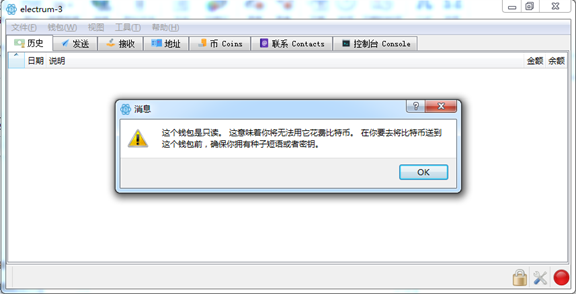 electrum-3
文件(F) 钱包(W) 视图 工具(T) 帮助(H)
历史 发送 接收 地址 币 Coins 联系 Contacts 控制台 Console
日期 说明 金额 余额
消息
这个钱包是只读。 这意味着你将无法用它花费比特币。 在你要去将比特币送到
这个钱包前，确保你拥有种子短语或者密钥。
OK